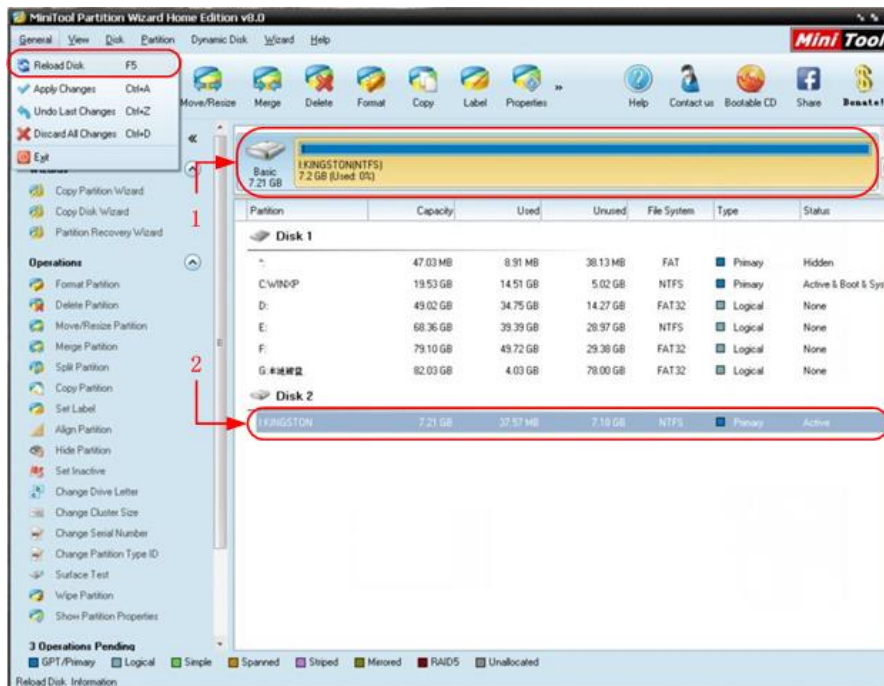 MiniTool Partition Wizard Home Edition v8.0
General View Disk Partition Dynamic Disk Wizard Help
Mini Tool
Reload Disk F5
Apply Changes Ctrl+A
Undo Last Changes Ctrl+Z
Discard All Changes Ctrl+D
Exit
Move/Resize Merge Delete Format Copy Label Properties » Help Contact us Bootable CD Share Donate!
«
1
Basic
7.21 GB
I:KINGSTON(NTFS)
7.2 GB (Used: 0%)
Wizards
Copy Partition Wizard
Copy Disk Wizard
Partition Recovery Wizard
Operations
Format Partition
Delete Partition
Move/Resize Partition
Merge Partition
Split Partition
Copy Partition
Set Label
Align Partition
Hide Partition
Set Inactive
Change Drive Letter
Change Cluster Size
Change Serial Number
Change Partition Type ID
Surface Test
Wipe Partition
Show Partition Properties
3 Operations Pending
Partition Capacity Used Unused File System Type Status
Disk 1
*: 47.03 MB 8.91 MB 38.13 MB FAT Primary Hidden
C:WINXP 19.53 GB 14.51 GB 5.02 GB NTFS Primary Active & Boot & Sys
D: 49.02 GB 34.75 GB 14.27 GB FAT32 Logical None
E: 68.36 GB 39.39 GB 28.97 GB NTFS Logical None
F: 79.10 GB 49.72 GB 29.38 GB FAT32 Logical None
G:本地磁盘 82.03 GB 4.03 GB 78.00 GB FAT32 Logical None
2
Disk 2
I:KINGSTON 7.21 GB 37.57 MB 7.18 GB NTFS Primary Active
GPT/Primary Logical Simple Spanned Striped Mirrored RAID5 Unallocated
Reload Disk Information